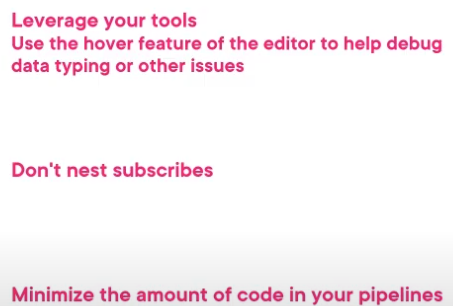 Leverage your tools
Use the hover feature of the editor to help debug
data typing or other issues
Don't nest subscribes
Minimize the amount of code in your pipelines